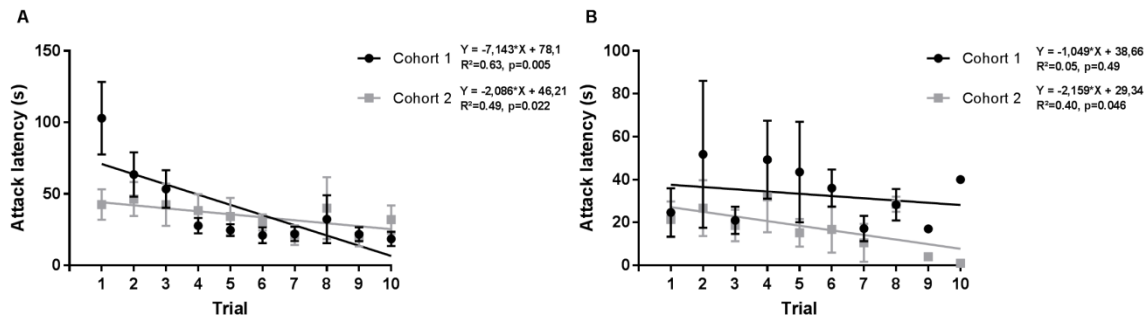 A
Attack latency (s)
150
100
50
0
1 2 3 4 5 6 7 8 9 10
Trial
Cohort 1
Y = -7,143*X + 78,1
R²=0.63, p=0.005
Cohort 2
Y = -2,086*X + 46,21
R²=0.49, p=0.022
B
Attack latency (s)
100
80
60
40
20
0
1 2 3 4 5 6 7 8 9 10
Trial
Cohort 1
Y = -1,049*X + 38,66
R²=0.05, p=0.49
Cohort 2
Y = -2,159*X + 29,34
R²=0.40, p=0.046